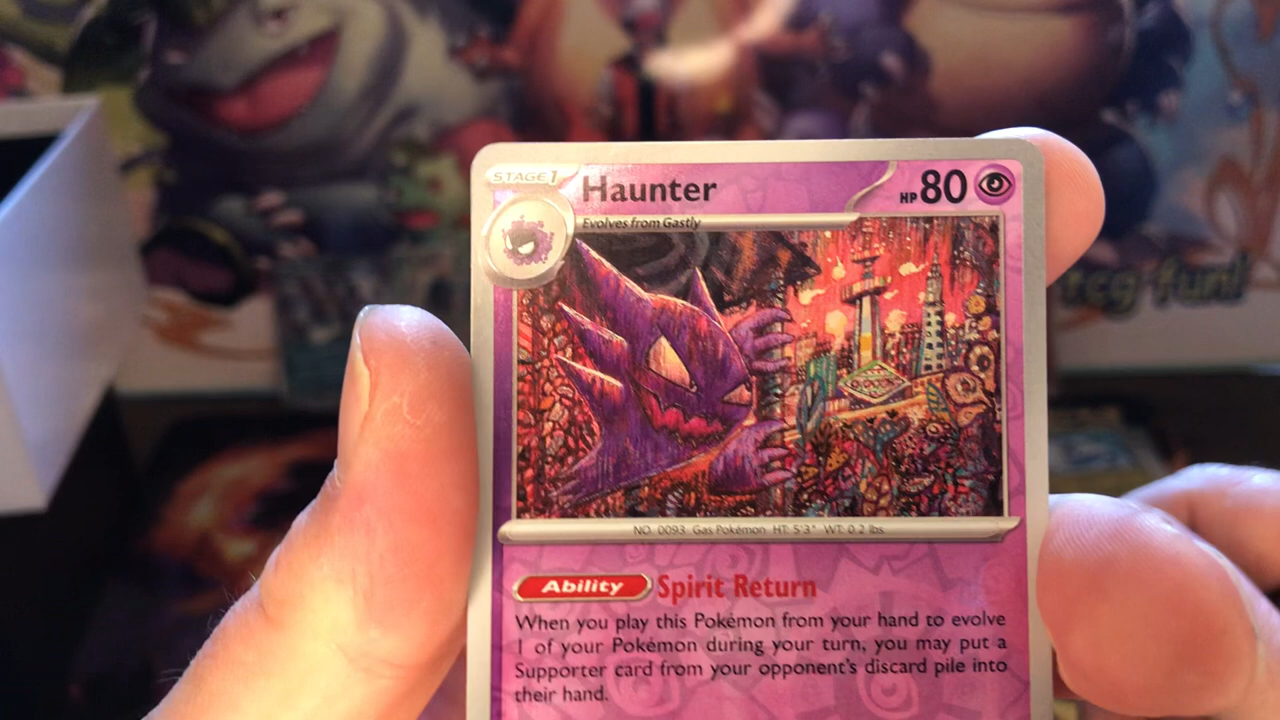 STAGE1
Haunter
HP 80
Evolves from Gastly
tcg fun!
NO. 0093 Gas Pokémon HT: 5'3" WT: 0.2 lbs.
Ability Spirit Return
When you play this Pokémon from your hand to evolve
1 of your Pokémon during your turn, you may put a
Supporter card from your opponent's discard pile into
their hand.